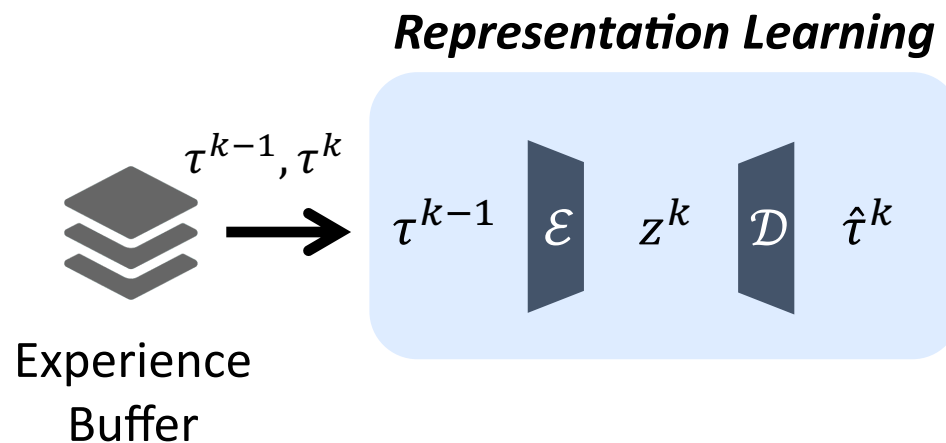 Representation Learning
τ^{k-1}, τ^k
τ^{k-1} ℰ z^k 𝒟 τ̂^k
Experience
Buffer